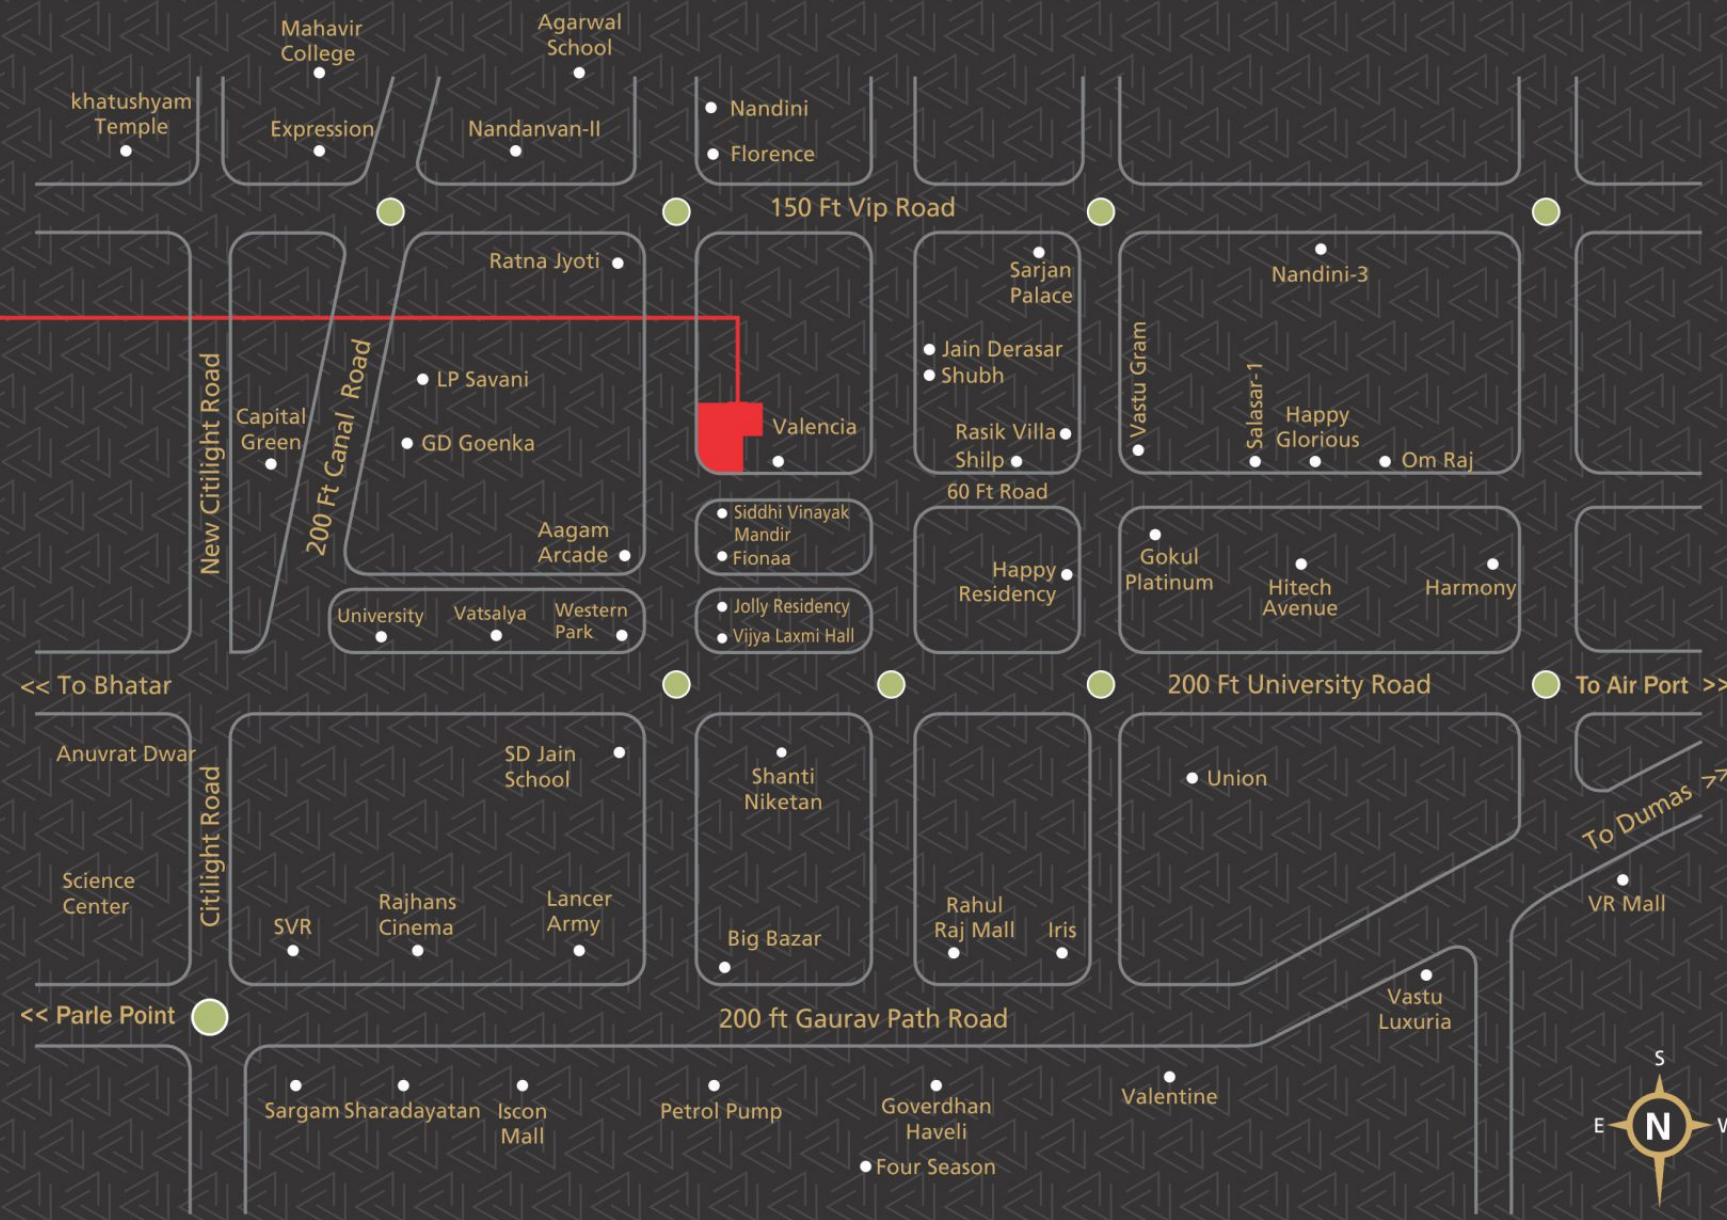 Mahavir
College
Agarwal
School
khatushyam
Temple
Expression
Nandanvan-II
Nandini
Florence
150 Ft Vip Road
Ratna Jyoti
Sarjan
Palace
Nandini-3
New Citilight Road
Capital
Green
200 Ft Canal Road
LP Savani
GD Goenka
Valencia
Jain Derasar
Shubh
Rasik Villa
Shilp
Vastu Gram
Salasar-1
Happy
Glorious
Om Raj
60 Ft Road
Aagam
Arcade
Siddhi Vinayak
Mandir
Fionaa
Happy
Residency
Gokul
Platinum
Hitech
Avenue
Harmony
University
Vatsalya
Western
Park
Jolly Residency
Vijya Laxmi Hall
<< To Bhatar
200 Ft University Road
To Air Port >>
Anuvrat Dwar
Citilight Road
SD Jain
School
Shanti
Niketan
Union
To Dumas >>
Science
Center
SVR
Rajhans
Cinema
Lancer
Army
Big Bazar
Rahul
Raj Mall
Iris
VR Mall
Vastu
Luxuria
<< Parle Point
200 ft Gaurav Path Road
Sargam
Sharadayatan
Iscon
Mall
Petrol Pump
Goverdhan
Haveli
Four Season
Valentine
S
E
N